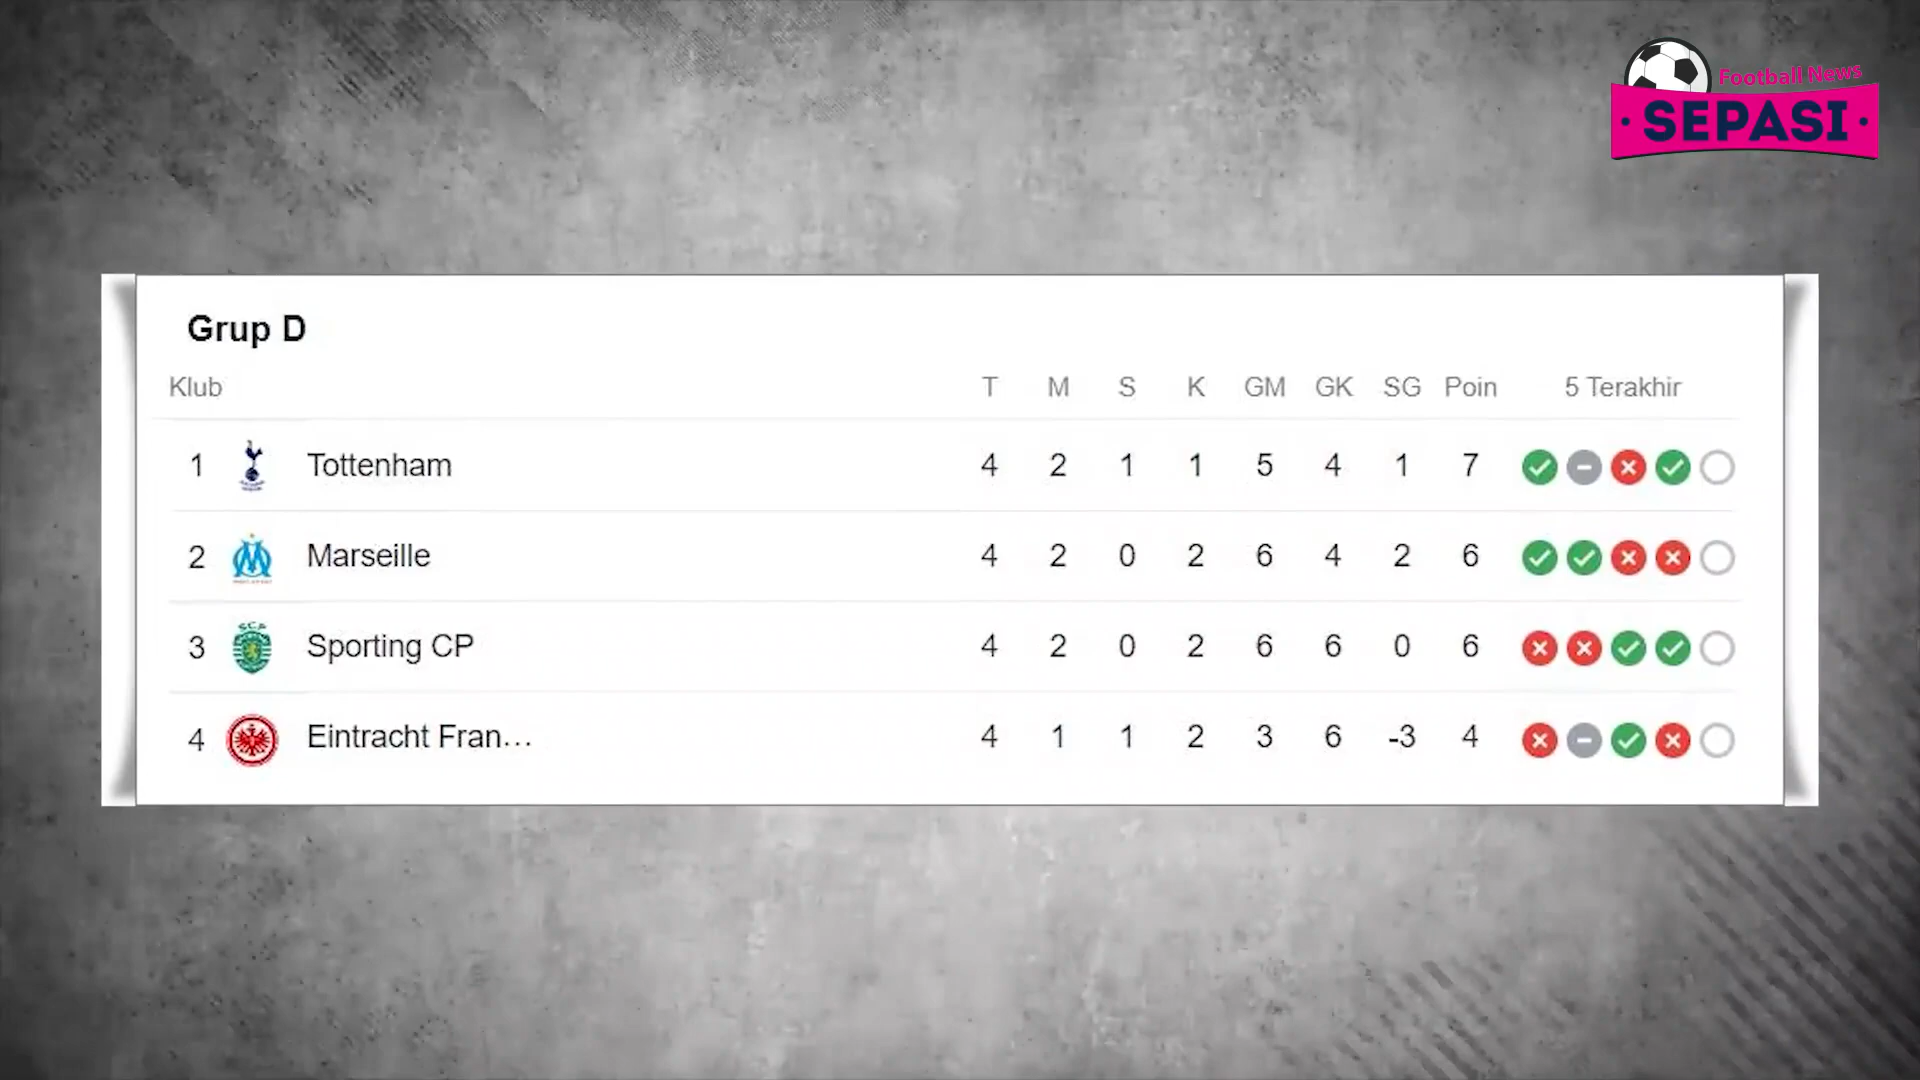 Football News
• SEPASI •
Grup D
Klub T M S K GM GK SG Poin 5 Terakhir
1 Tottenham 4 2 1 1 5 4 1 7
2 Marseille 4 2 0 2 6 4 2 6
3 Sporting CP 4 2 0 2 6 6 0 6
4 Eintracht Fran... 4 1 1 2 3 6 -3 4